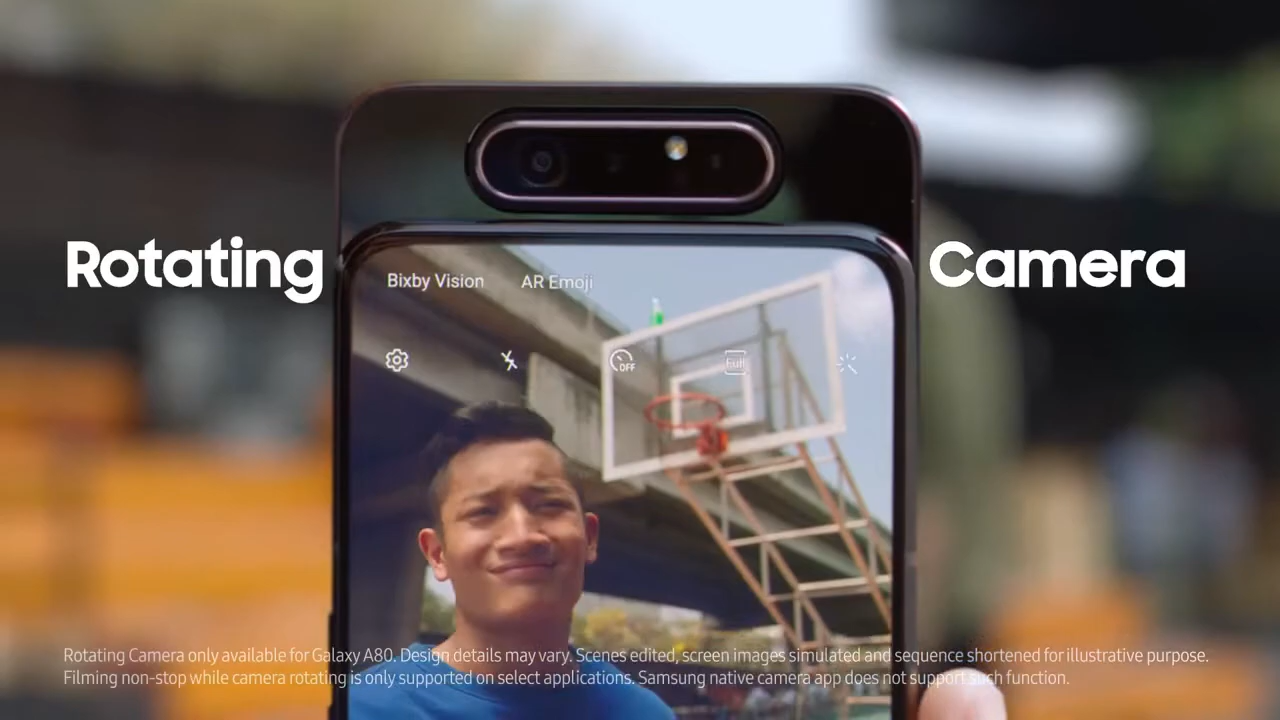 Rotating Camera
Bixby Vision AR Emoji
OFF Full
Rotating Camera only available for Galaxy A80. Design details may vary. Scenes edited, screen images simulated and sequence shortened for illustrative purpose.
Filming non-stop while camera rotating is only supported on select applications. Samsung native camera app does not support such function.